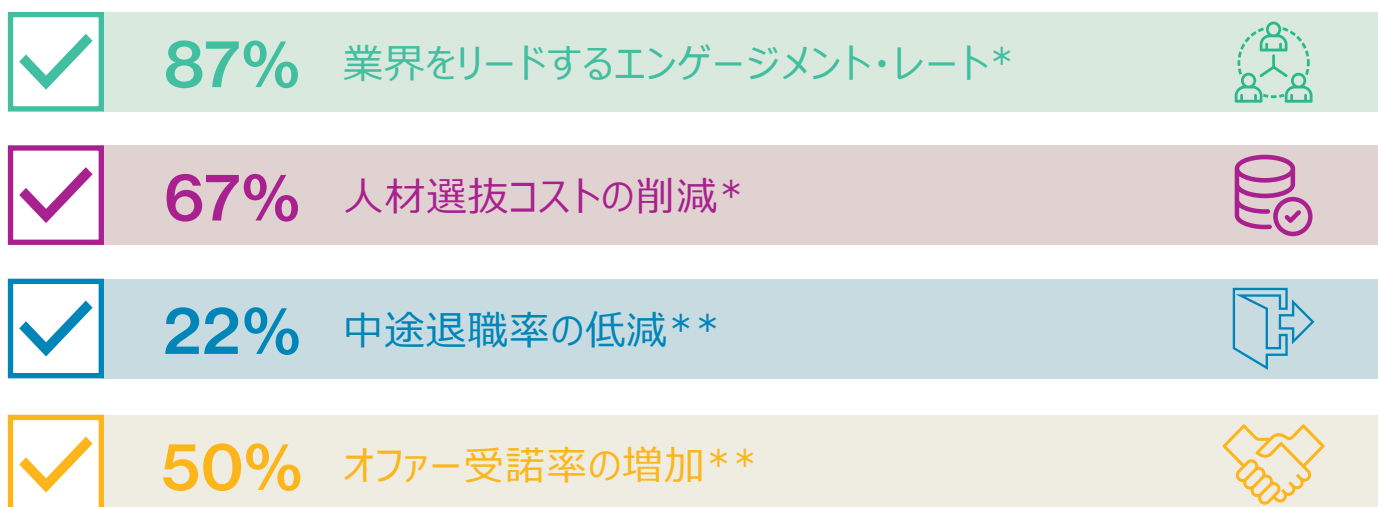 87% 業界をリードするエンゲージメント・レート*
67% 人材選抜コストの削減*
22% 中途退職率の低減**
50% オファー受諾率の増加**